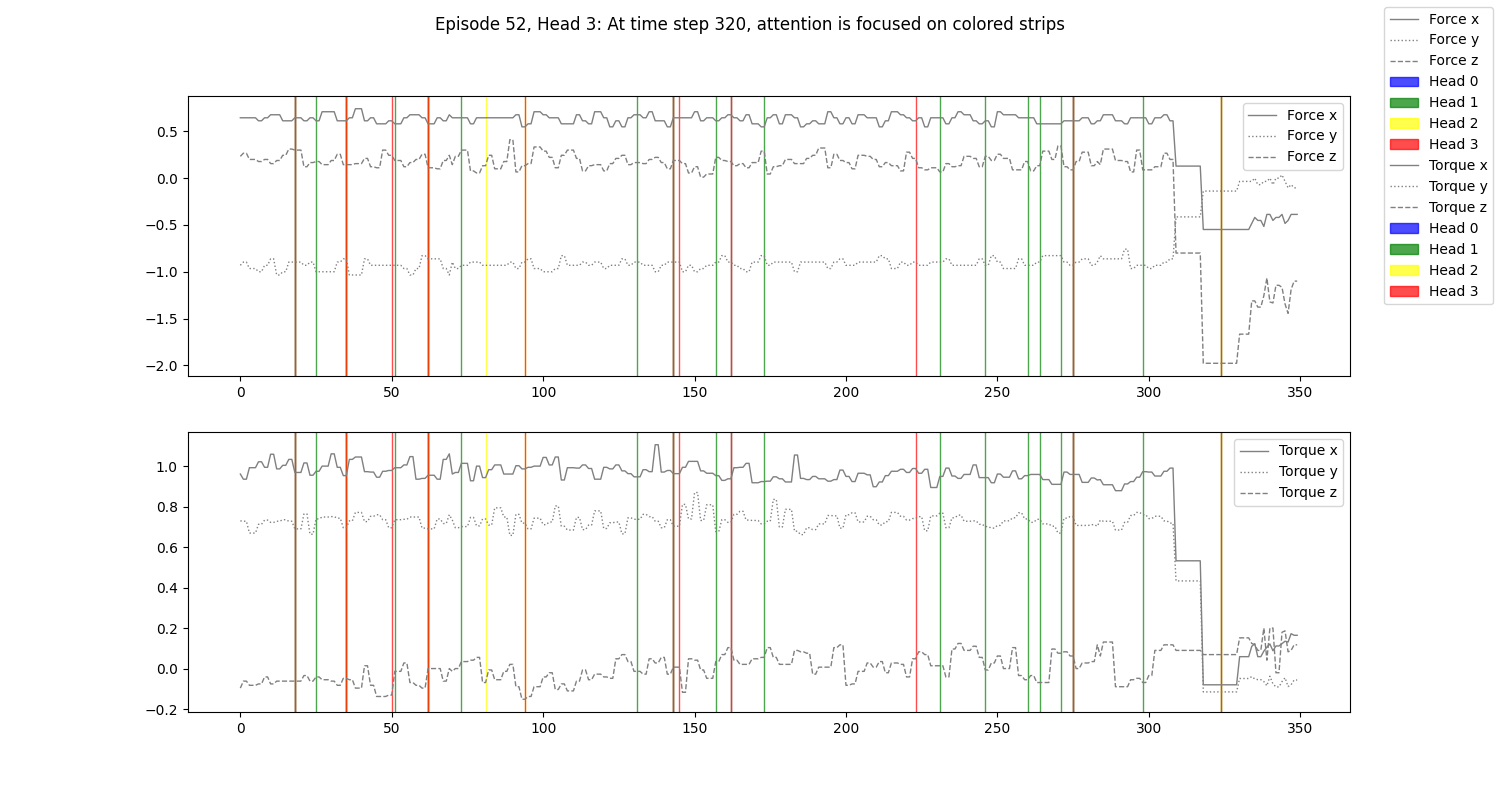 Episode 52, Head 3: At time step 320, attention is focused on colored strips
Force x
Force y
Force z
Head 0
Head 1
Head 2
Head 3
Torque x
Torque y
Torque z
Head 0
Head 1
Head 2
Head 3
0.5
0.0
−0.5
−1.0
−1.5
−2.0
Force x
Force y
Force z
0 50 100 150 200 250 300 350
1.0
0.8
0.6
0.4
0.2
0.0
−0.2
Torque x
Torque y
Torque z
0 50 100 150 200 250 300 350